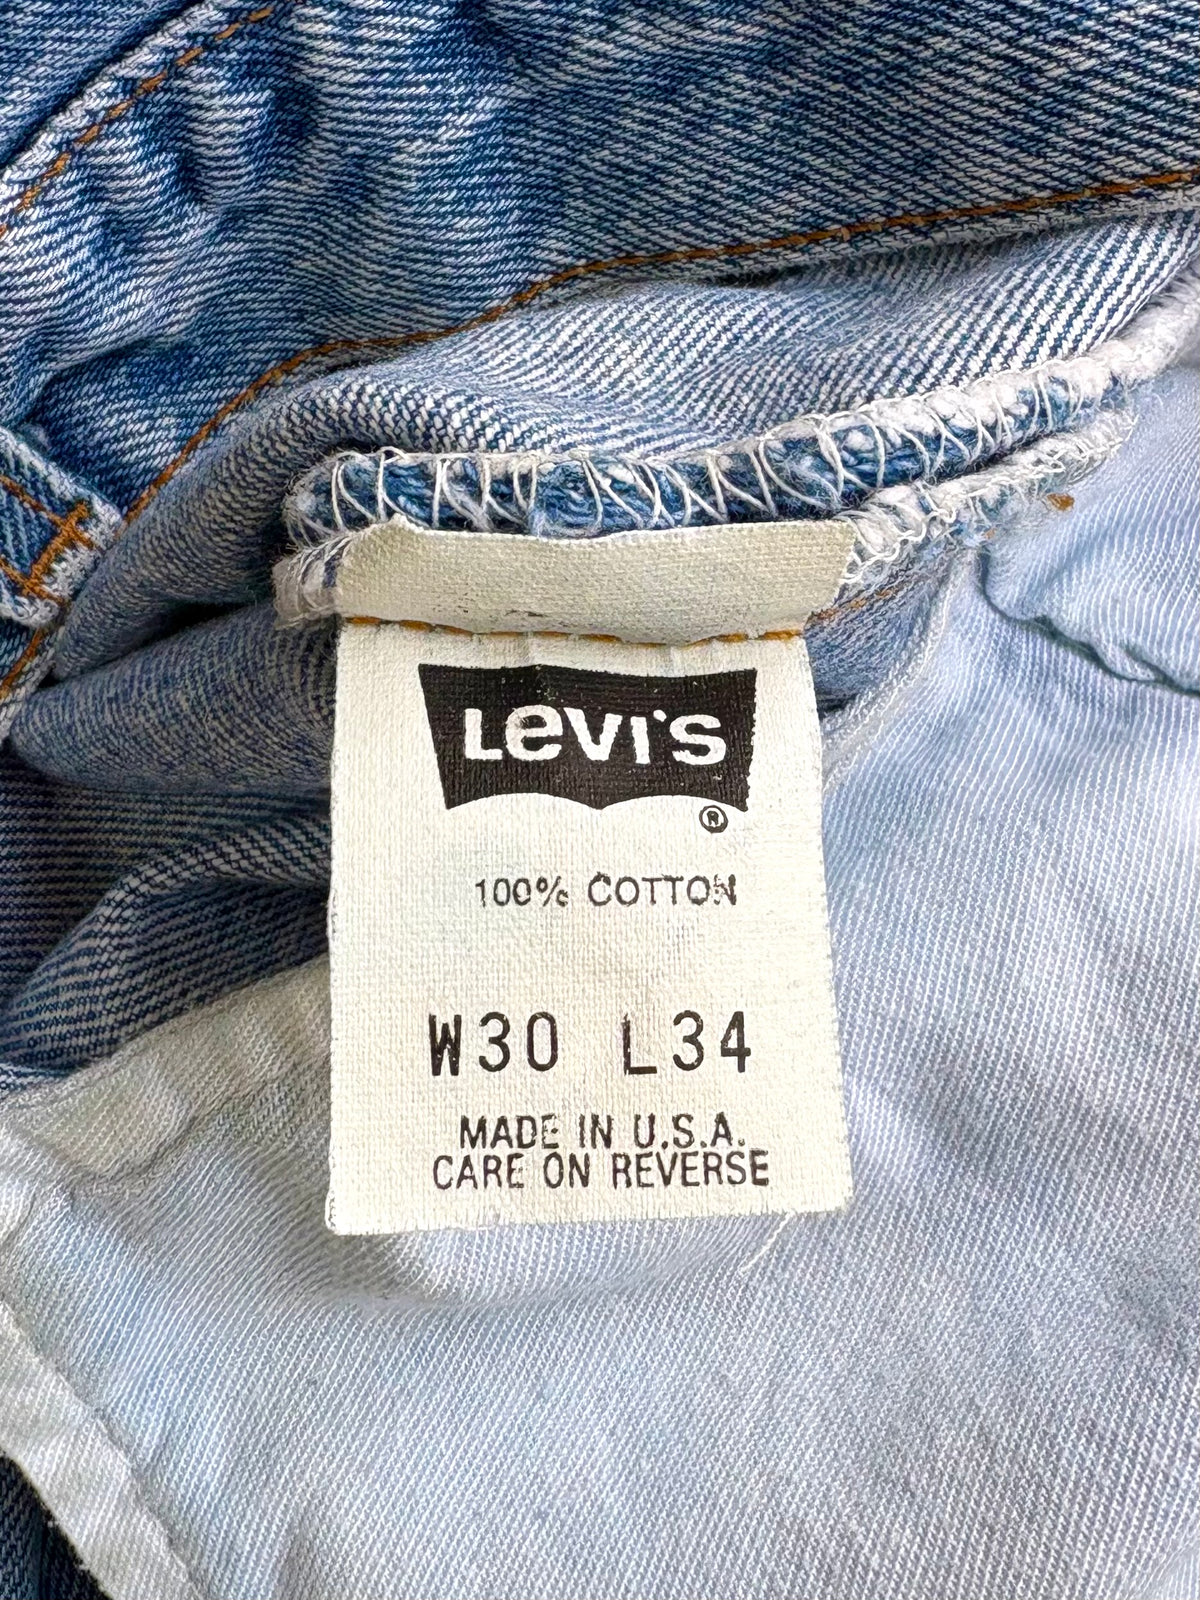 Levi's
®
100% COTTON
W30 L34
MADE IN U.S.A.
CARE ON REVERSE